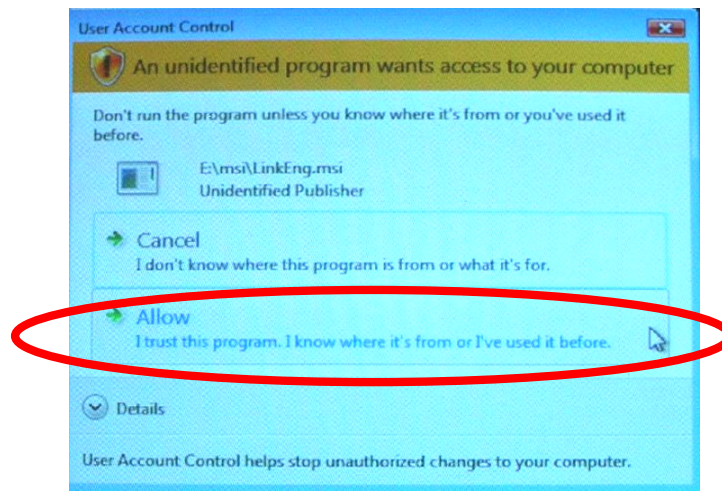 User Account Control
An unidentified program wants access to your computer
Don't run the program unless you know where it's from or you've used it
before.
E:\msi\LinkEng.msi
Unidentified Publisher
Cancel
I don't know where this program is from or what it's for.
Allow
I trust this program. I know where it's from or I've used it before.
Details
User Account Control helps stop unauthorized changes to your computer.